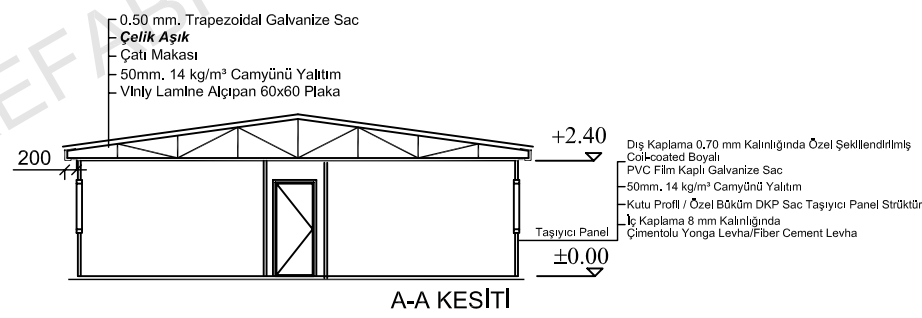 0.50 mm. Trapezoidal Galvanize Sac
Çelik Aşık
Çatı Makası
50mm. 14 kg/m³ Camyünü Yalıtım
Vinly Lamine Alçıpan 60x60 Plaka
200
+2.40
Dış Kaplama 0.70 mm Kalınlığında Özel Şekillendirilmiş
Coil-coated Boyalı
PVC Film Kaplı Galvanize Sac
50mm. 14 kg/m³ Camyünü Yalıtım
Kutu Profil / Özel Büküm DKP Sac Taşıyıcı Panel Strüktür
İç Kaplama 8 mm Kalınlığında
Çimentolu Yonga Levha/Fiber Cement Levha
Taşıyıcı Panel
±0.00
A-A KESİTİ